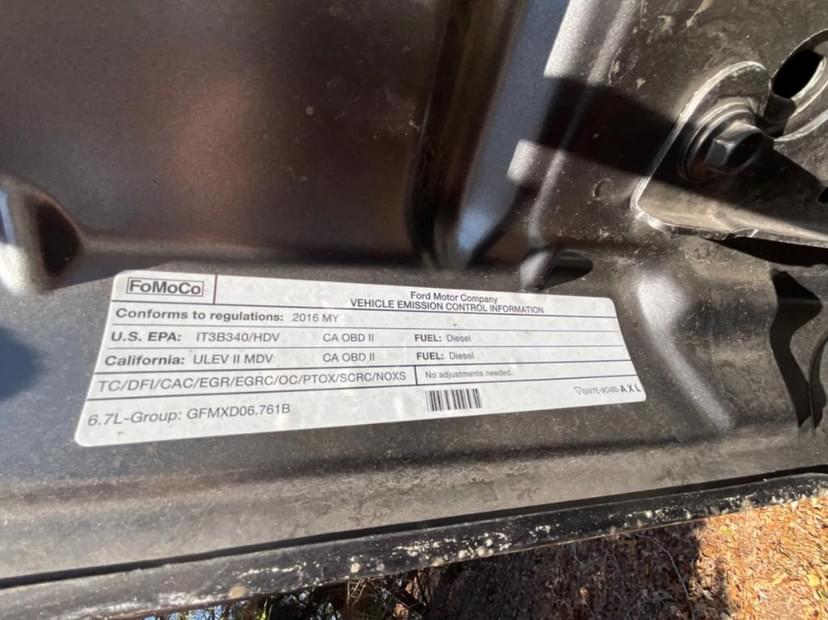 FoMoCo
Ford Motor Company
VEHICLE EMISSION CONTROL INFORMATION
Conforms to regulations: 2016 MY
U.S. EPA: IT3B340/HDV CA OBD II FUEL: Diesel
California: ULEV II MDV CA OBD II FUEL: Diesel
TC/DFI/CAC/EGR/EGRC/OC/PTOX/SCRC/NOXS No adjustments needed.
6.7L-Group: GFMXD06.761B
AXL